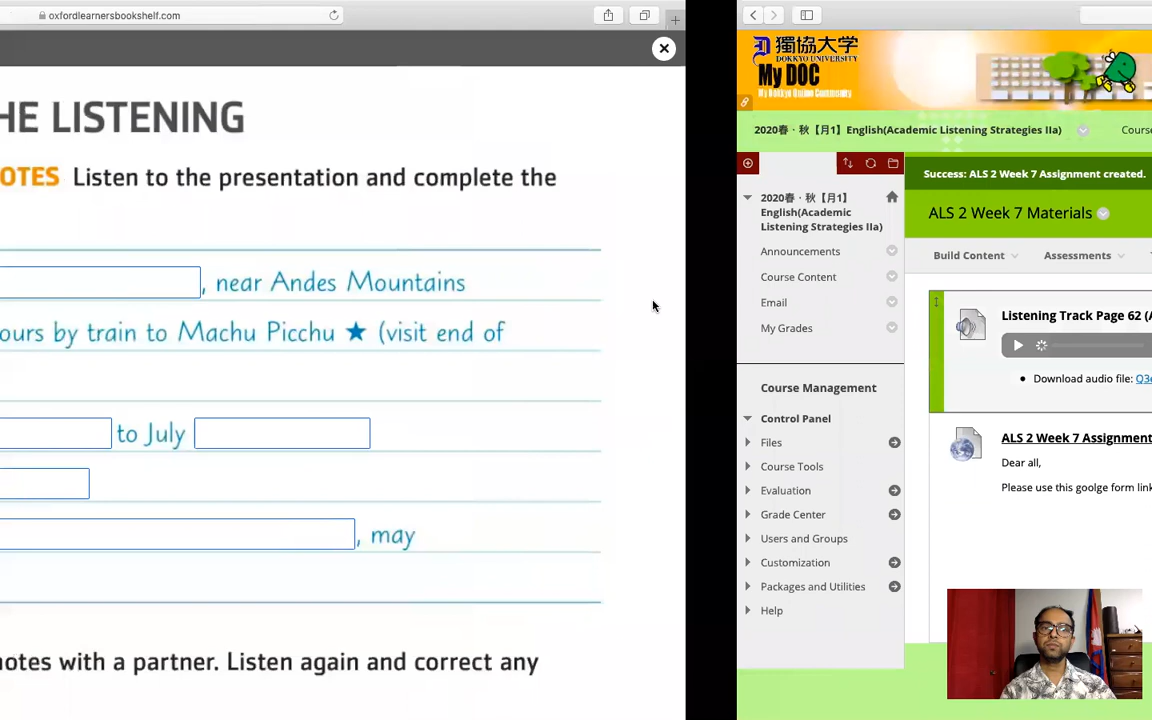 oxfordlearnersbookshelf.com
HE LISTENING
OTES Listen to the presentation and complete the
, near Andes Mountains
ours by train to Machu Picchu ★ (visit end of
to July
, may
notes with a partner. Listen again and correct any
獨協大学
DOKKYO UNIVERSITY
My DOC
My Dokkyo Online Community
2020春・秋【月1】English(Academic Listening Strategies IIa)
Cours
2020春・秋【月1】
English(Academic
Listening Strategies IIa)
Announcements
Course Content
Email
My Grades
Course Management
Control Panel
Files
Course Tools
Evaluation
Grade Center
Users and Groups
Customization
Packages and Utilities
Help
Success: ALS 2 Week 7 Assignment created.
ALS 2 Week 7 Materials
Build Content
Assessments
Listening Track Page 62 (A
Download audio file: Q3e
ALS 2 Week 7 Assignment
Dear all,
Please use this goolge form link